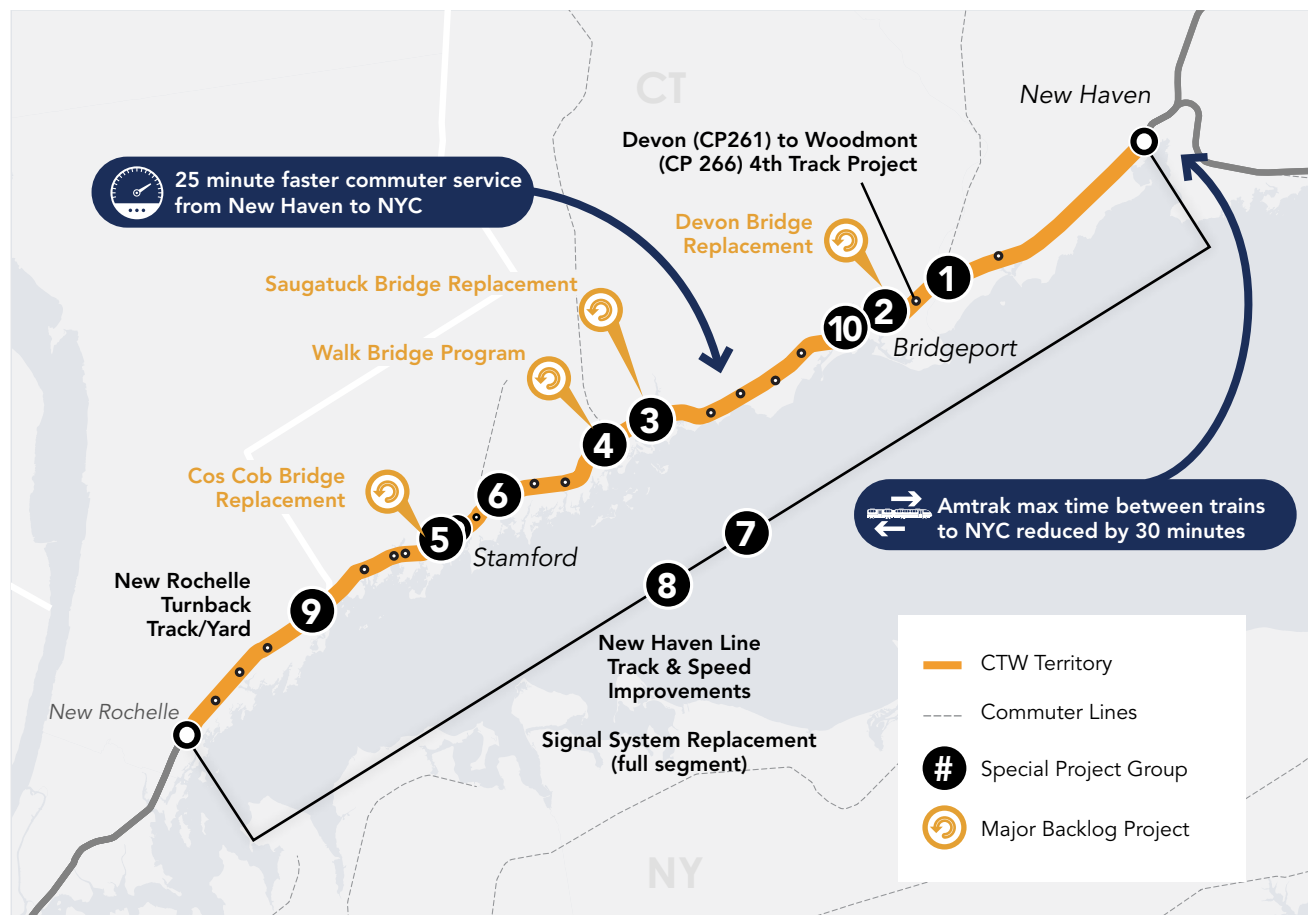 CT
New Haven
Devon (CP261) to Woodmont
(CP 266) 4th Track Project
25 minute faster commuter service
from New Haven to NYC
Devon Bridge
Replacement
Saugatuck Bridge Replacement
1
2
10
Bridgeport
Walk Bridge Program
3
4
Cos Cob Bridge
Replacement
6
5
Stamford
7
Amtrak max time between trains
to NYC reduced by 30 minutes
8
New Rochelle
Turnback
Track/Yard
9
New Haven Line
Track & Speed
Improvements
New Rochelle
Signal System Replacement
(full segment)
CTW Territory
Commuter Lines
# Special Project Group
Major Backlog Project
NY